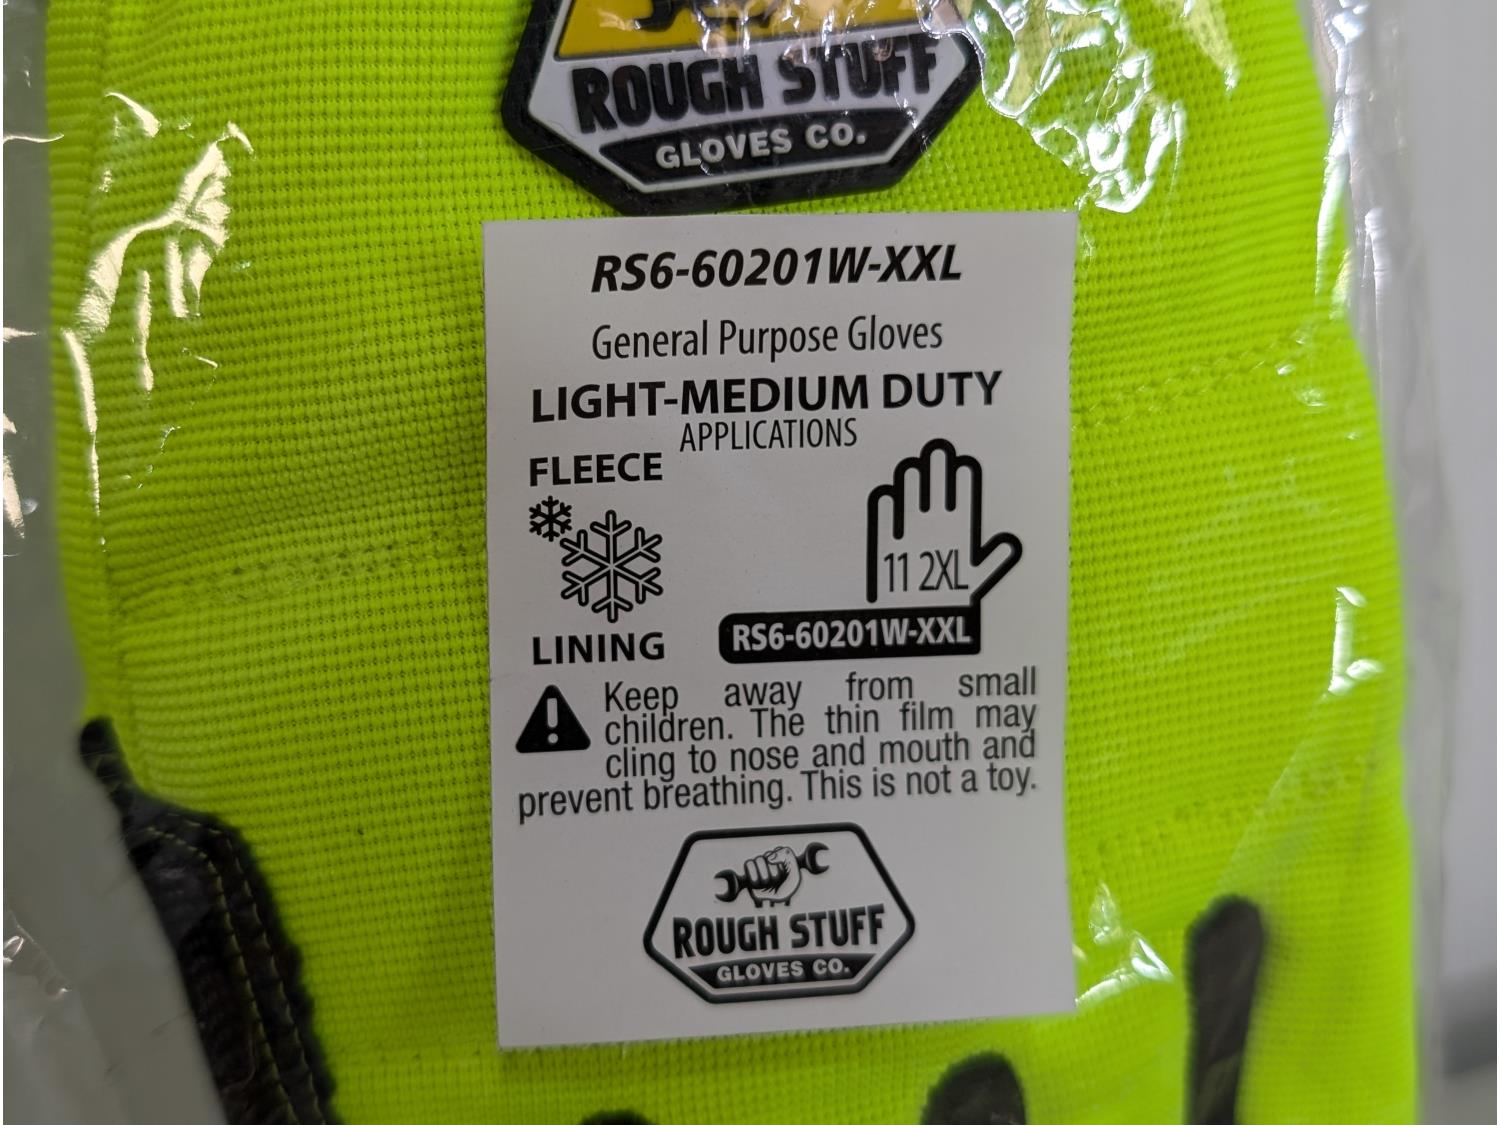 ROUGH STUFF
GLOVES CO.
RS6-60201W-XXL
General Purpose Gloves
LIGHT-MEDIUM DUTY
APPLICATIONS
FLEECE
LINING
11 2XL
RS6-60201W-XXL
Keep away from small
children. The thin film may
cling to nose and mouth and
prevent breathing. This is not a toy.
ROUGH STUFF
GLOVES CO.